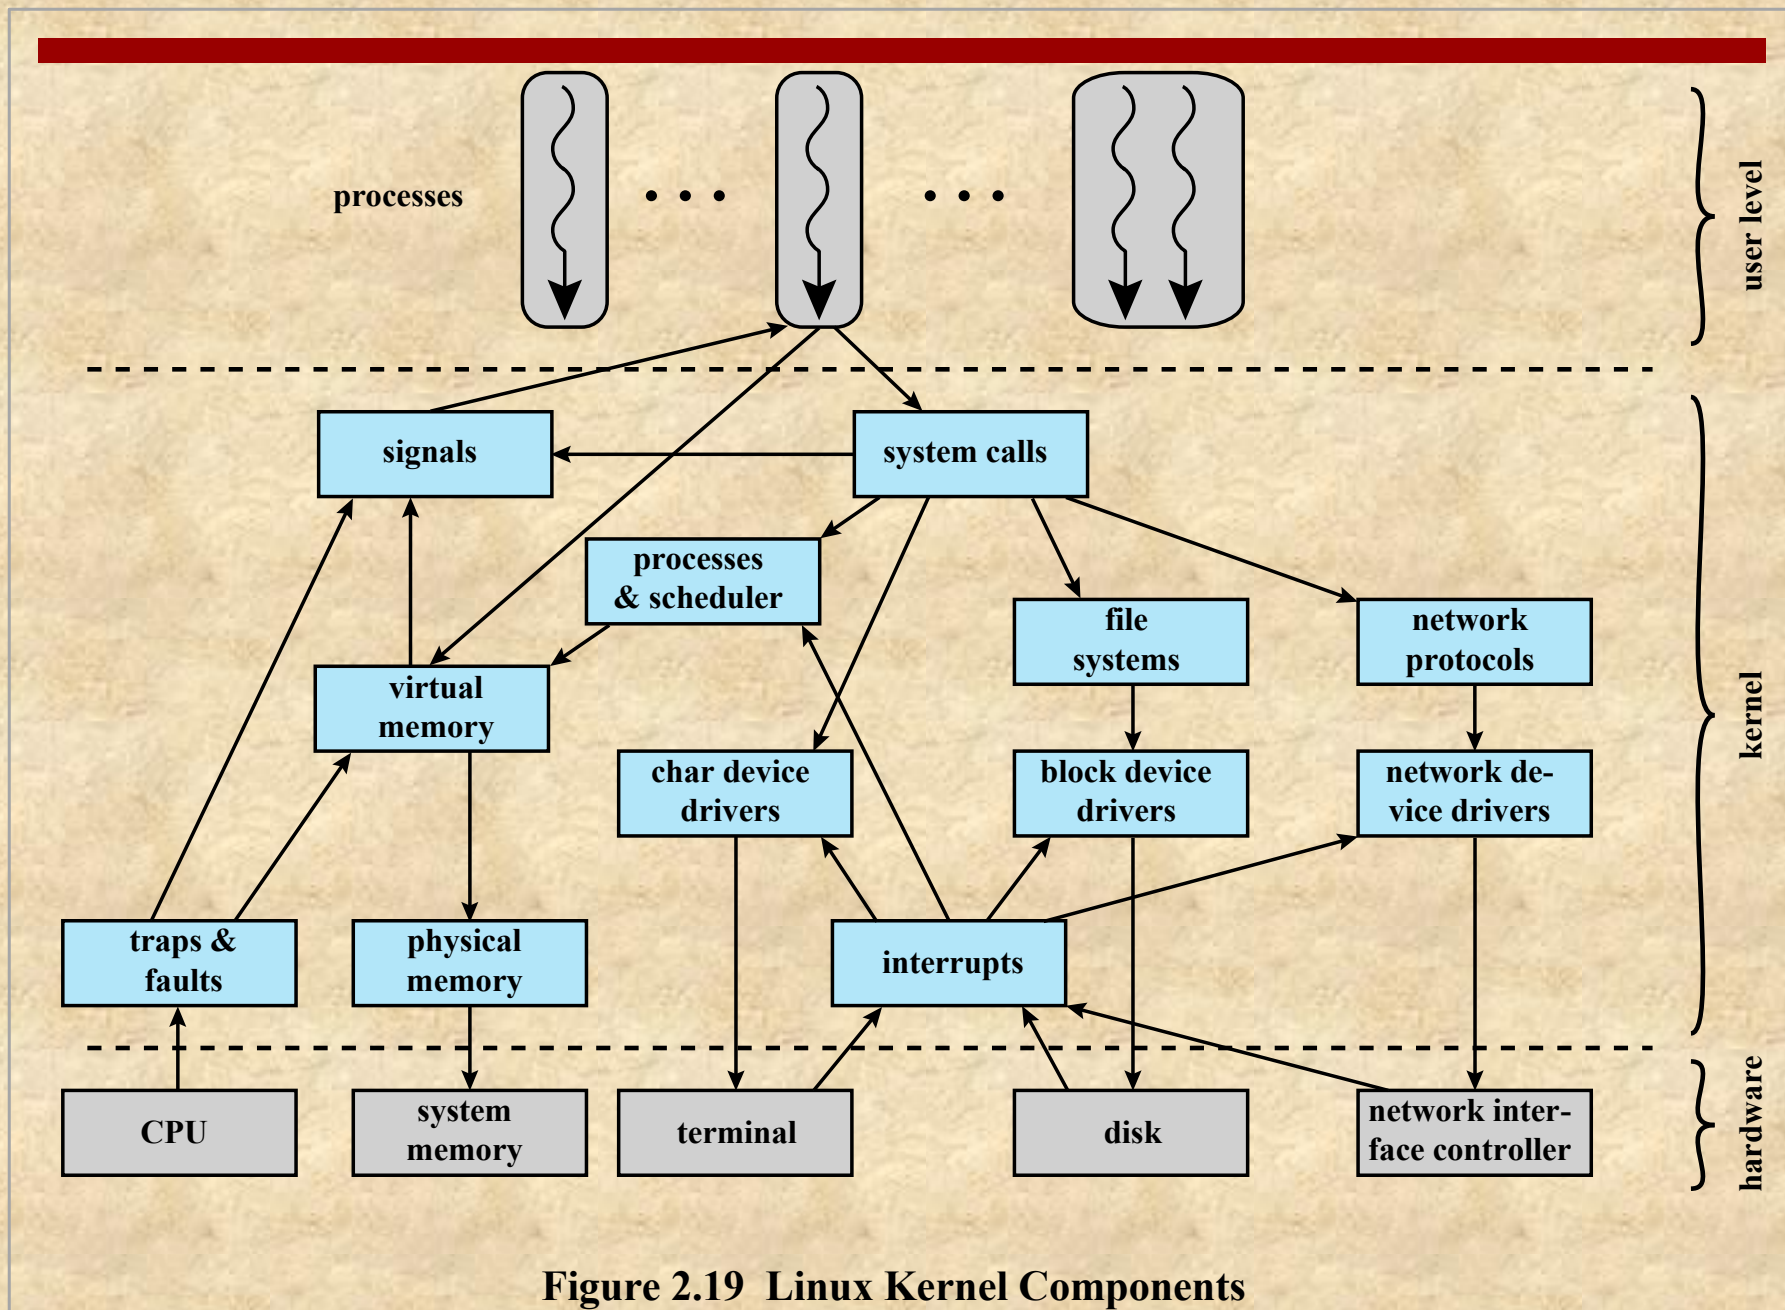 processes
• • •
• • •
user level
signals
system calls
processes
& scheduler
file
systems
network
protocols
virtual
memory
char device
drivers
block device
drivers
network de-
vice drivers
kernel
traps &
faults
physical
memory
interrupts
CPU
system
memory
terminal
disk
network inter-
face controller
hardware
Figure 2.19 Linux Kernel Components